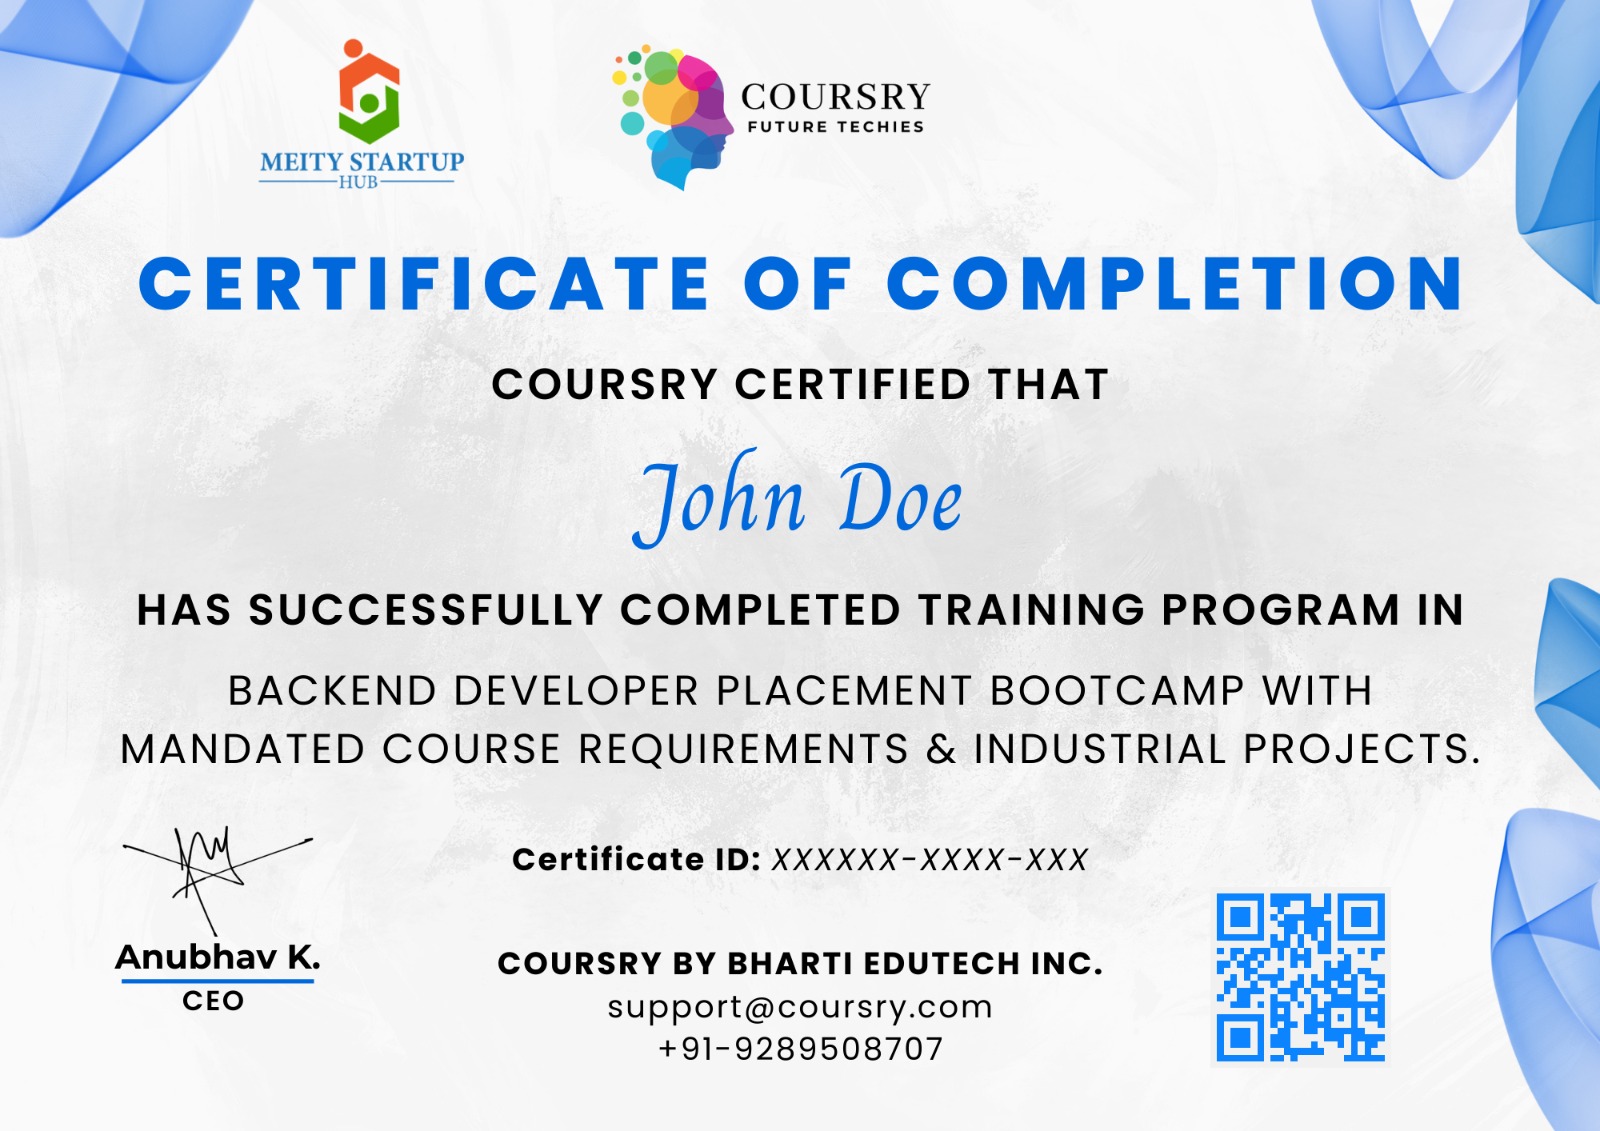 MEITY STARTUP
HUB
COURSRY
FUTURE TECHIES
CERTIFICATE OF COMPLETION
COURSRY CERTIFIED THAT
John Doe
HAS SUCCESSFULLY COMPLETED TRAINING PROGRAM IN
BACKEND DEVELOPER PLACEMENT BOOTCAMP WITH
MANDATED COURSE REQUIREMENTS & INDUSTRIAL PROJECTS.
Certificate ID: XXXXXX-XXXX-XXX
Anubhav K.
CEO
COURSRY BY BHARTI EDUTECH INC.
support@coursry.com
+91-9289508707